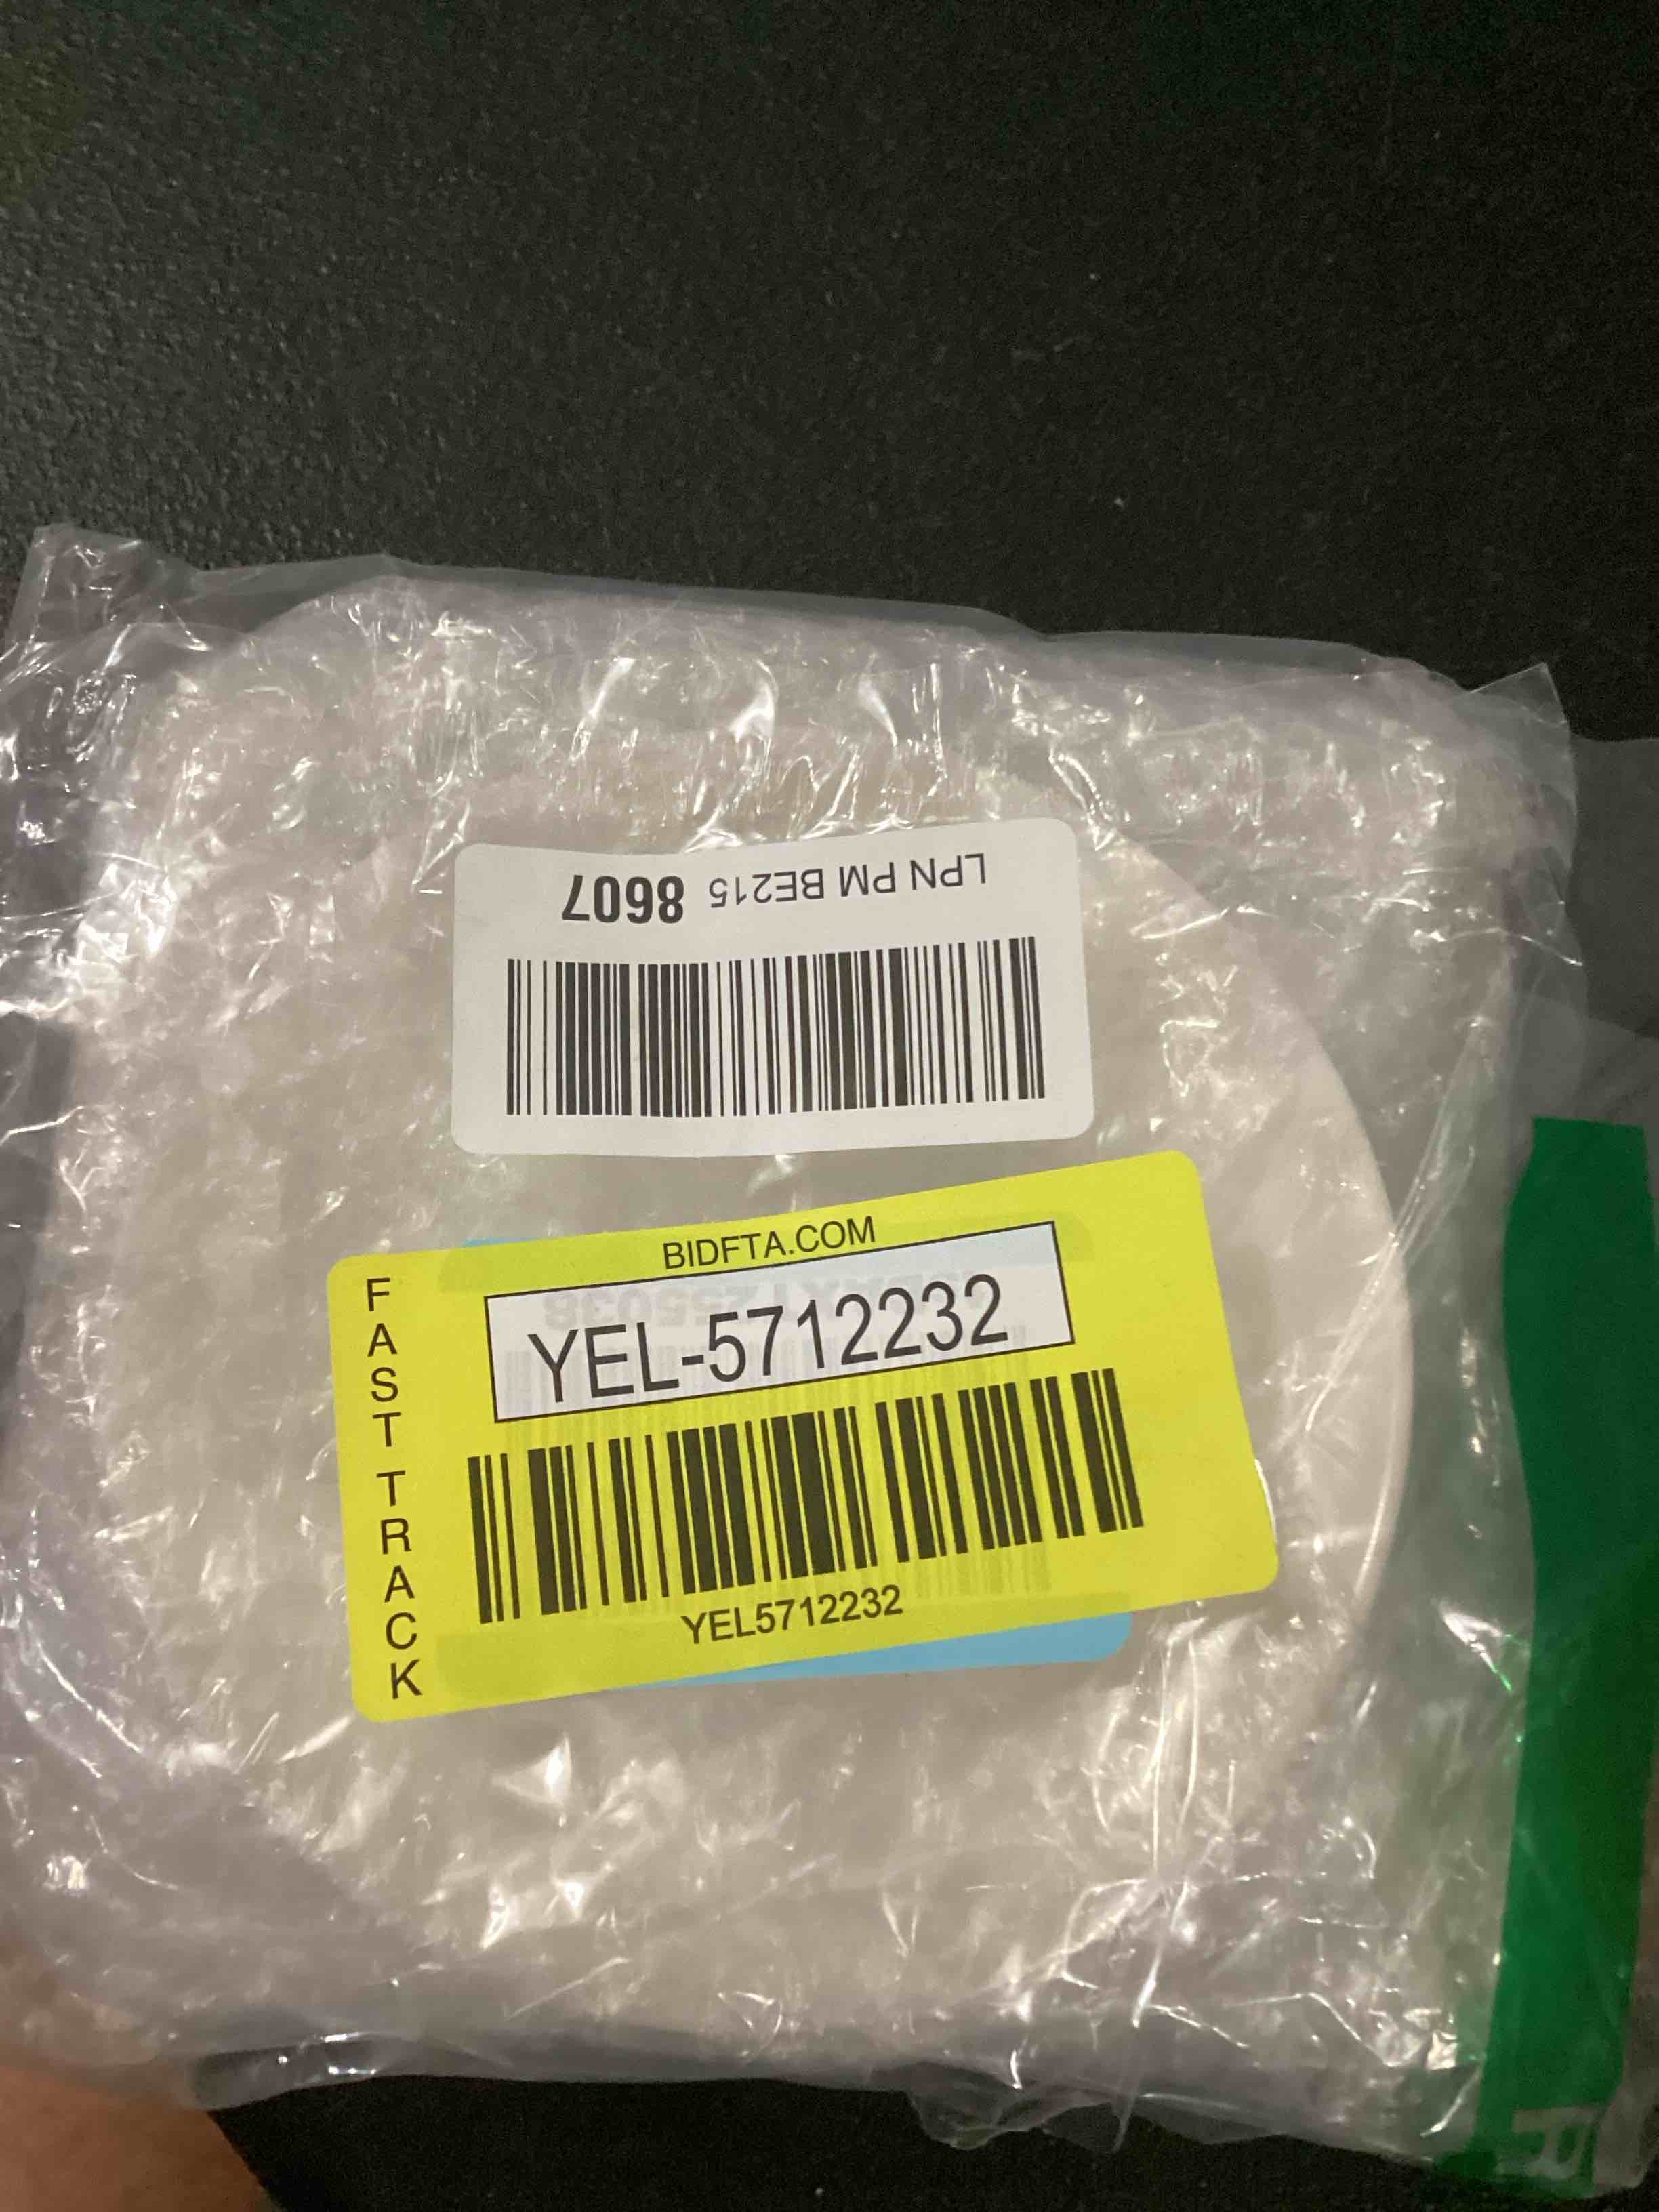 LPN PM BE215 8607
BIDFTA.COM
YEL-5712232
FAST TRACK
YEL5712232